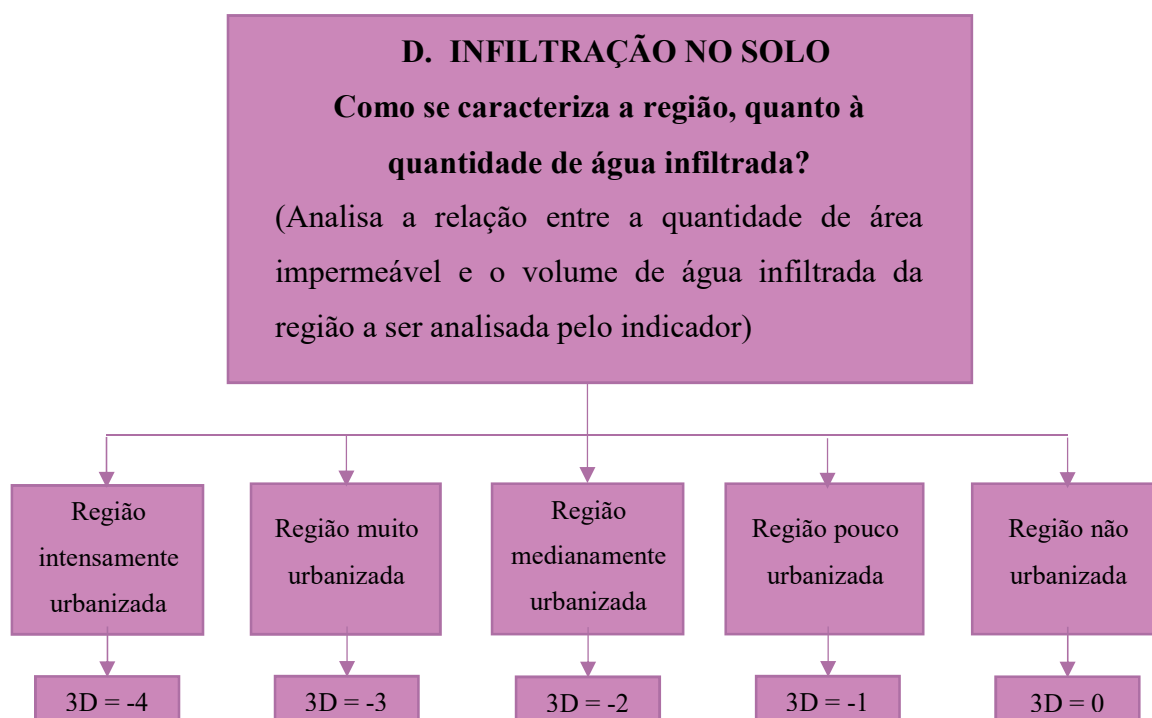 D. INFILTRAÇÃO NO SOLO
Como se caracteriza a região, quanto à
quantidade de água infiltrada?
(Analisa a relação entre a quantidade de área
impermeável e o volume de água infiltrada da
região a ser analisada pelo indicador)
Região
intensamente
urbanizada
Região muito
urbanizada
Região
medianamente
urbanizada
Região pouco
urbanizada
Região não
urbanizada
3D = -4
3D = -3
3D = -2
3D = -1
3D = 0